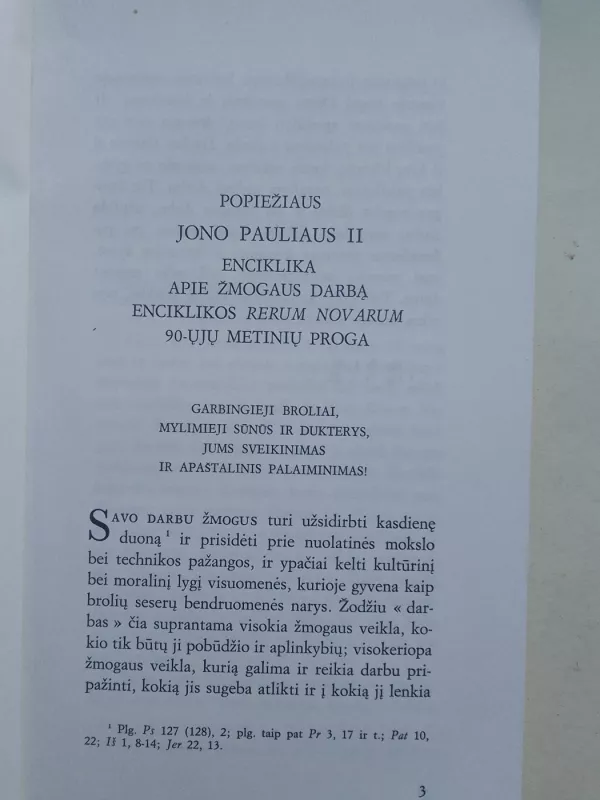 POPIEŽIAUS
JONO PAULIAUS II
ENCIKLIKA
APIE ŽMOGAUS DARBĄ
ENCIKLIKOS RERUM NOVARUM
90-ŲJŲ METINIŲ PROGA
GARBINGIEJI BROLIAI,
MYLIMIEJI SŪNŪS IR DUKTERYS,
JUMS SVEIKINIMAS
IR APAŠTALINIS PALAIMINIMAS!
SAVO DARBU ŽMOGUS turi užsidirbti kasdienę
duoną ¹ ir prisidėti prie nuolatinės mokslo
bei technikos pažangos, ir ypačiai kelti kultūrinį
bei moralinį lygį visuomenės, kurioje gyvena kaip
brolių seserų bendruomenės narys. Žodžiu « dar-
bas » čia suprantama visokia žmogaus veikla, ko-
kio tik būtų ji pobūdžio ir aplinkybių; visokeriopa
žmogaus veikla, kurią galima ir reikia darbu pri-
pažinti, kokią jis sugeba atlikti ir į kokią jį lenkia
¹ Plg. Ps 127 (128), 2; plg. taip pat Pr 3, 17 ir t.; Pat 10,
22; Iš 1, 8-14; Jer 22, 13.
3